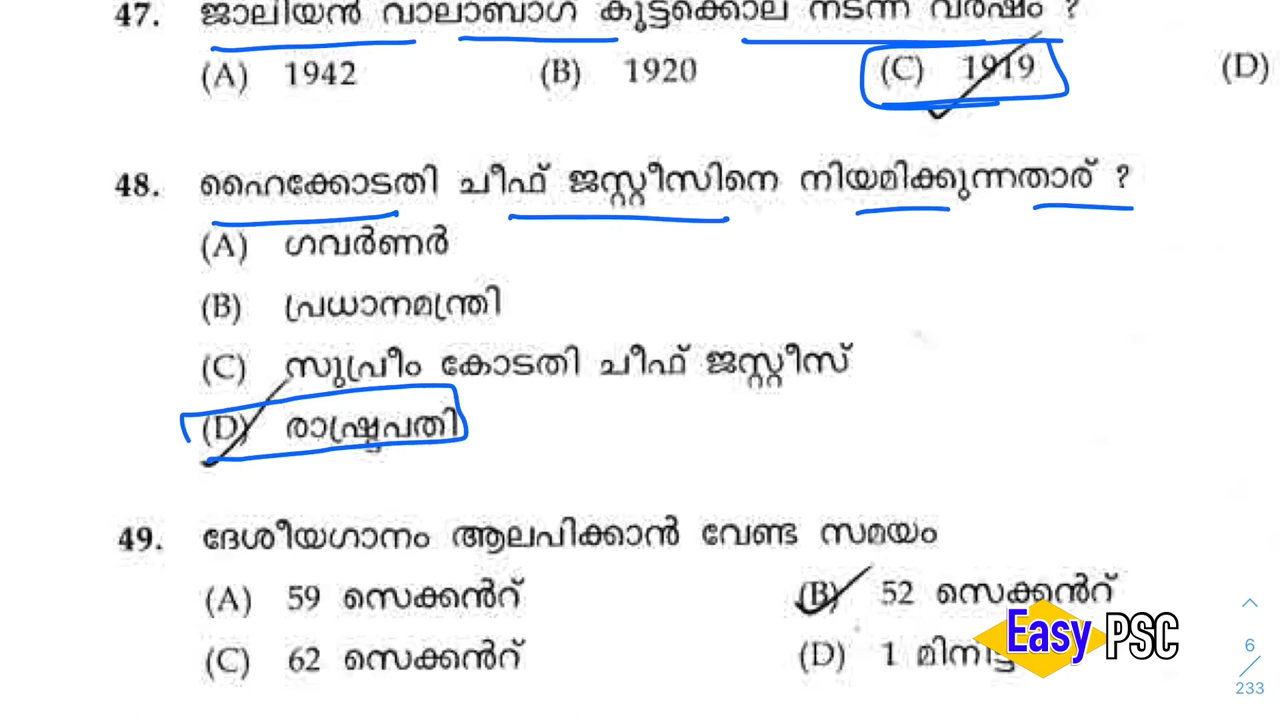 47. ജാലിയൻ വാലാബാഗ് കൂട്ടക്കൊല നടന്ന വർഷം ?
(A) 1942 (B) 1920 (C) 1919 (D)
48. ഹൈക്കോടതി ചീഫ് ജസ്റ്റീസിനെ നിയമിക്കുന്നതാര് ?
(A) ഗവർണർ
(B) പ്രധാനമന്ത്രി
(C) സുപ്രീം കോടതി ചീഫ് ജസ്റ്റീസ്
(D) രാഷ്ട്രപതി
49. ദേശീയഗാനം ആലപിക്കാൻ വേണ്ട സമയം
(A) 59 സെക്കൻറ് (B) 52 സെക്കൻറ്
(C) 62 സെക്കൻറ് (D) 1 മിനിട്ട്
Easy PSC
6
233